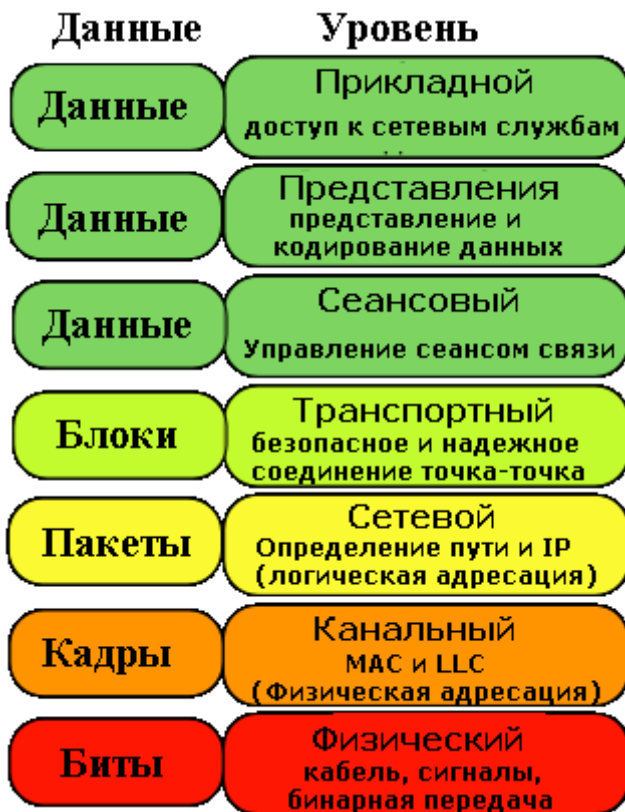 Данные Уровень
Данные
Прикладной
доступ к сетевым службам
Данные
Представления
представление и
кодирование данных
Данные
Сеансовый
Управление сеансом связи
Блоки
Транспортный
безопасное и надежное
соединение точка-точка
Пакеты
Сетевой
Определение пути и IP
(логическая адресация)
Кадры
Канальный
MAC и LLC
(Физическая адресация)
Биты
Физический
кабель, сигналы,
бинарная передача